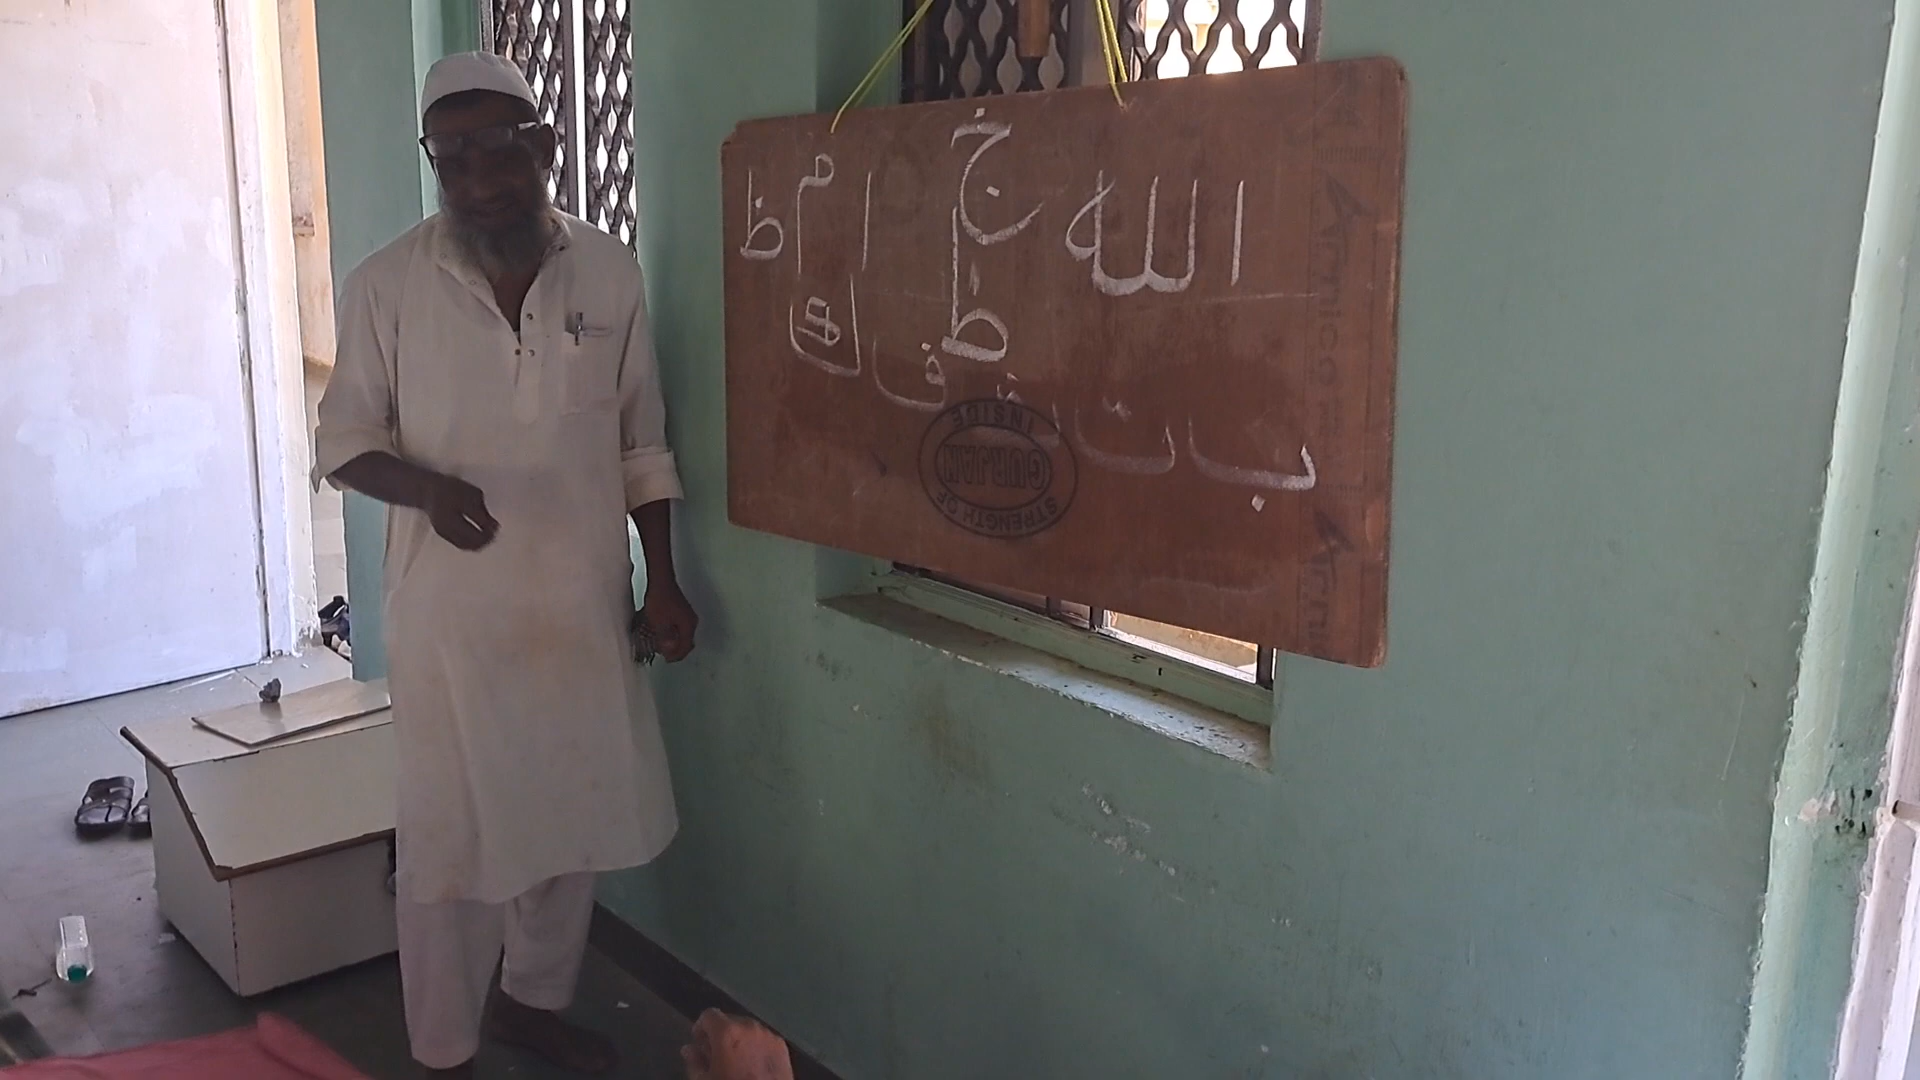 الله خ ا م ظ
ظ
ب ت ث ف ك
STRENGTH OF GURJAN INSIDE